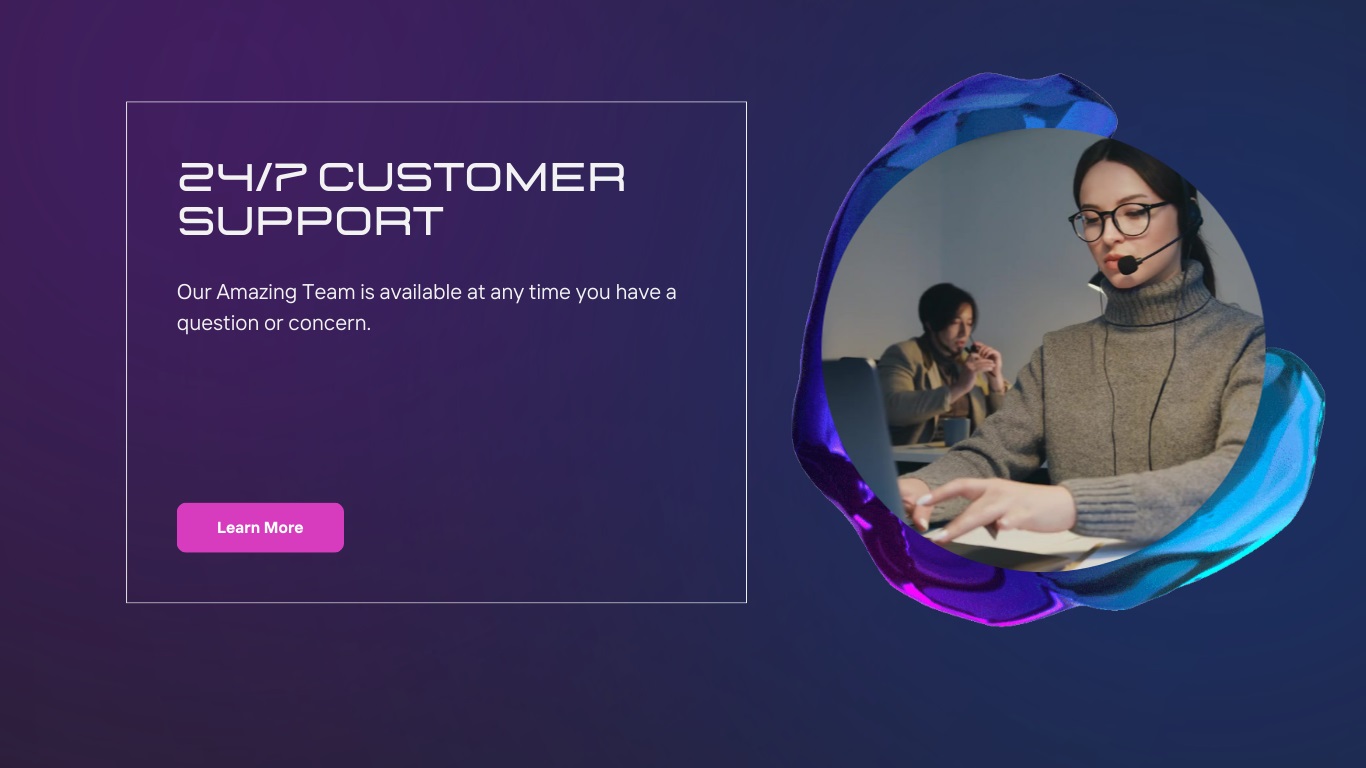 24/7 CUSTOMER
SUPPORT
Our Amazing Team is available at any time you have a
question or concern.
Learn More